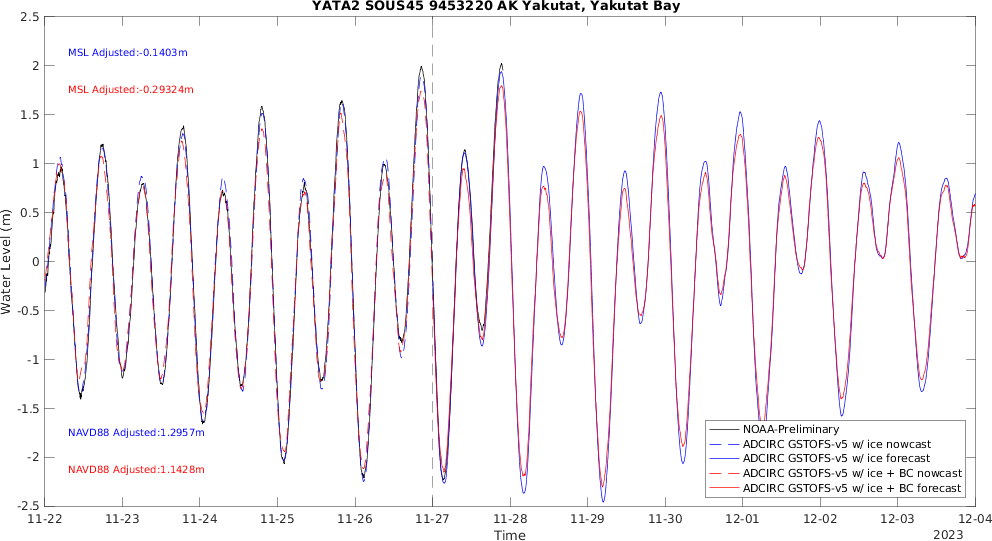 YATA2 SOUS45 9453220 AK Yakutat, Yakutat Bay
2.5
2
1.5
1
0.5
0
-0.5
-1
-1.5
-2
-2.5
Water Level (m)
MSL Adjusted:-0.1403m
MSL Adjusted:-0.29324m
NAVD88 Adjusted:1.2957m
NAVD88 Adjusted:1.1428m
NOAA-Preliminary
ADCIRC GSTOFS-v5 w/ ice nowcast
ADCIRC GSTOFS-v5 w/ ice forecast
ADCIRC GSTOFS-v5 w/ ice + BC nowcast
ADCIRC GSTOFS-v5 w/ ice + BC forecast
11-22 11-23 11-24 11-25 11-26 11-27 11-28 11-29 11-30 12-01 12-02 12-03 12-04
Time
2023